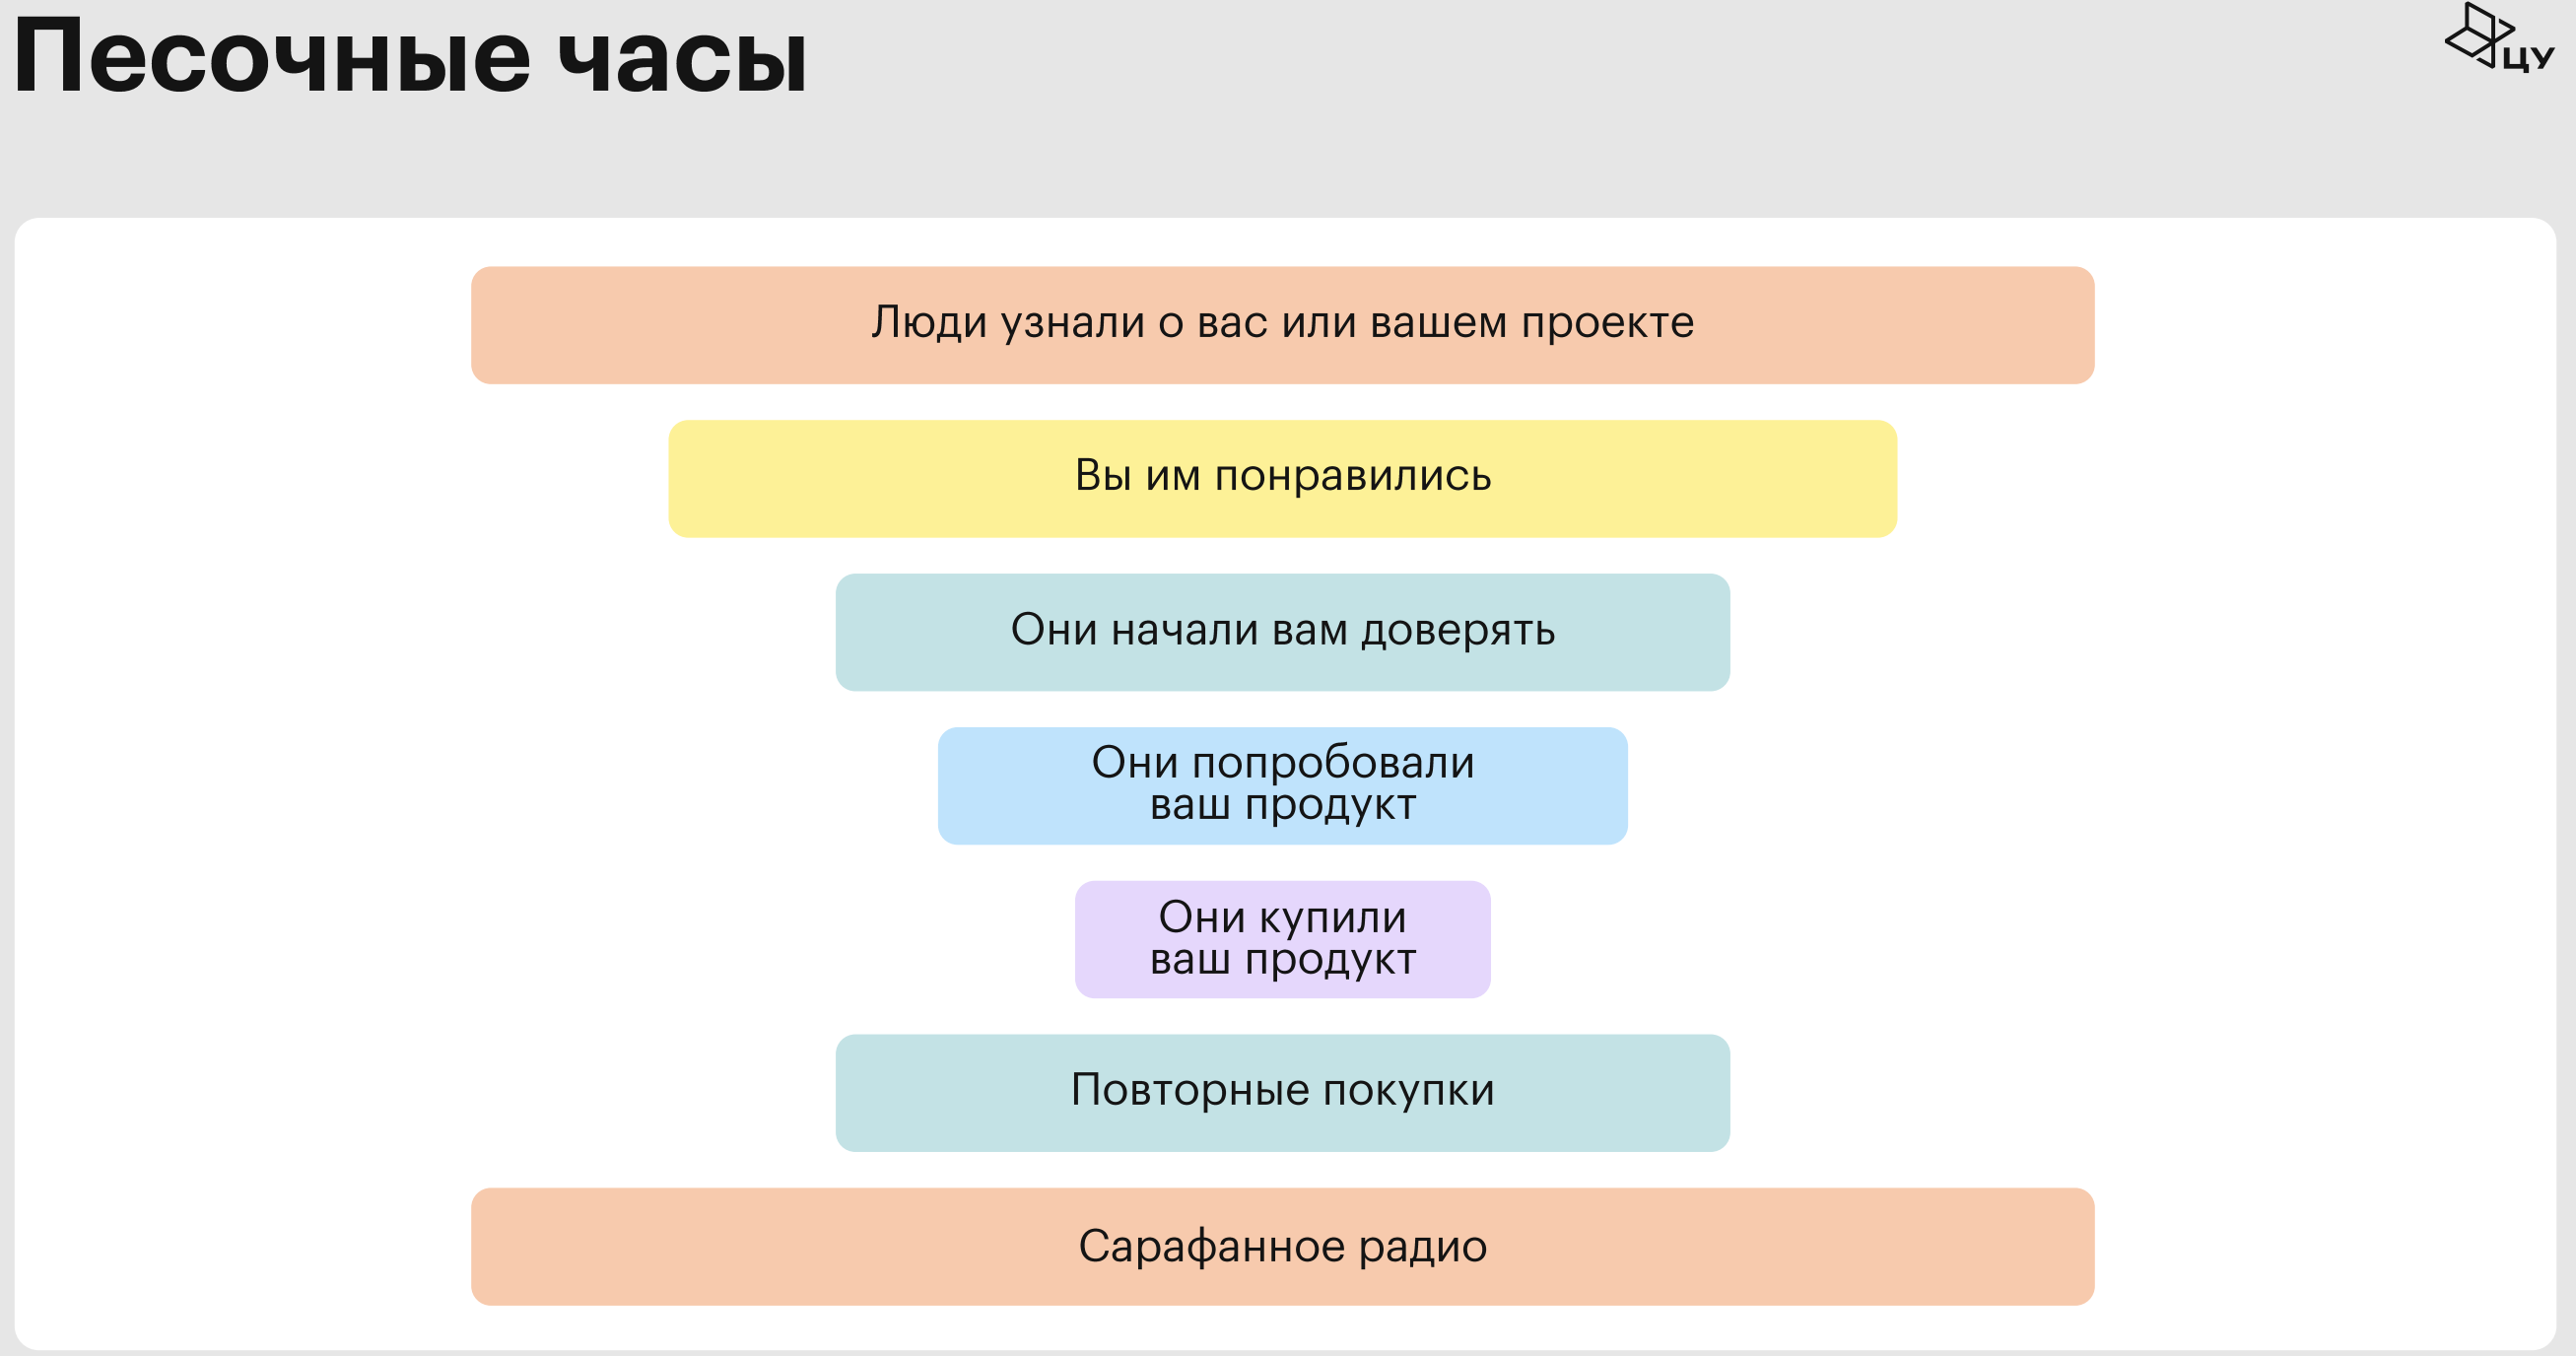 Песочные часы
ЦУ
Люди узнали о вас или вашем проекте
Вы им понравились
Они начали вам доверять
Они попробовали
ваш продукт
Они купили
ваш продукт
Повторные покупки
Сарафанное радио